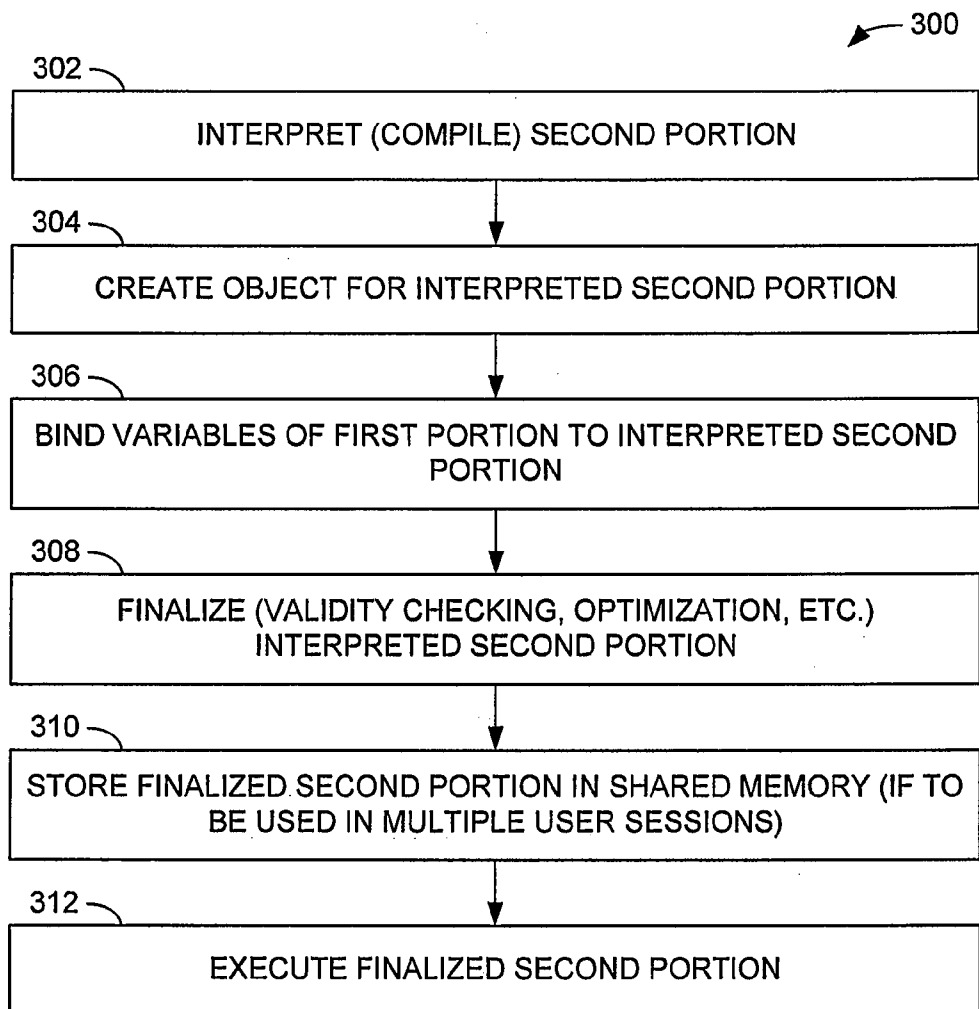 300
302
INTERPRET (COMPILE) SECOND PORTION
304
CREATE OBJECT FOR INTERPRETED SECOND PORTION
306
BIND VARIABLES OF FIRST PORTION TO INTERPRETED SECOND
PORTION
308
FINALIZE (VALIDITY CHECKING, OPTIMIZATION, ETC.)
INTERPRETED SECOND PORTION
310
STORE FINALIZED SECOND PORTION IN SHARED MEMORY (IF TO
BE USED IN MULTIPLE USER SESSIONS)
312
EXECUTE FINALIZED SECOND PORTION